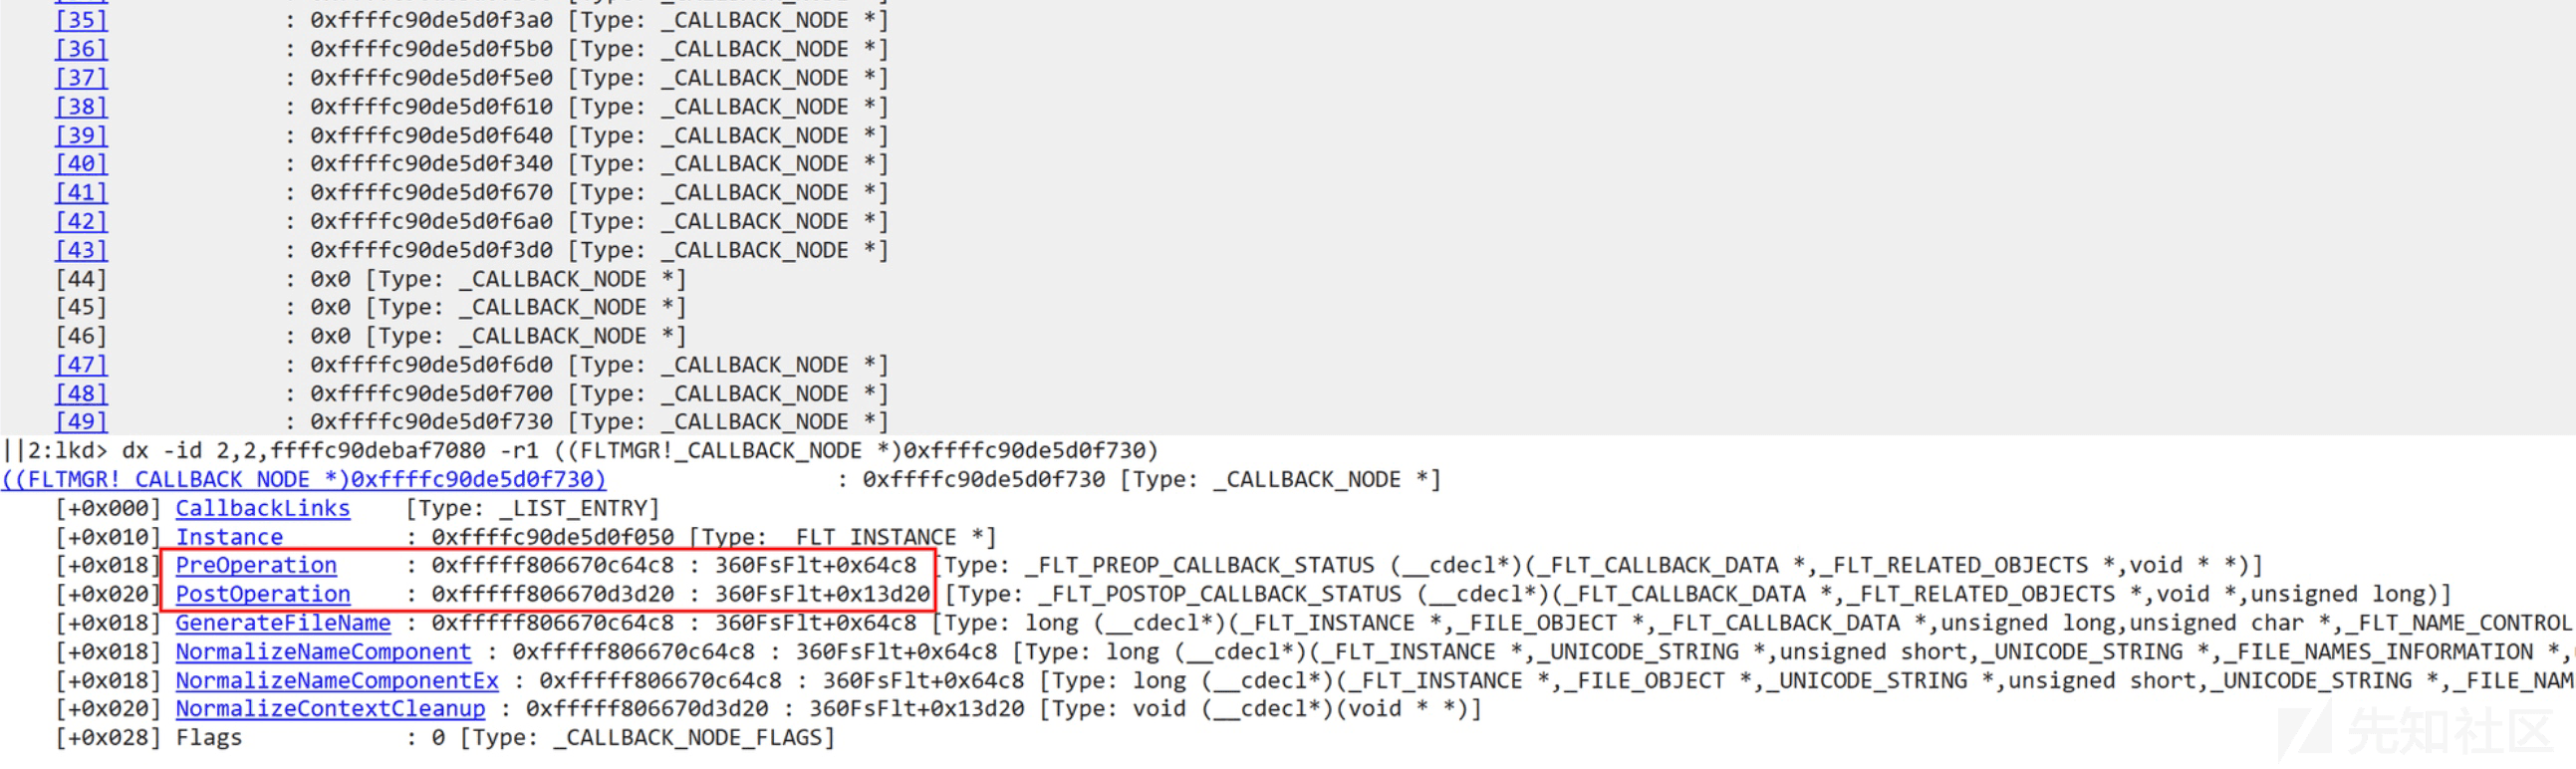 [35] : 0xffffc90de5d0f3a0 [Type: _CALLBACK_NODE *]
[36] : 0xffffc90de5d0f5b0 [Type: _CALLBACK_NODE *]
[37] : 0xffffc90de5d0f5e0 [Type: _CALLBACK_NODE *]
[38] : 0xffffc90de5d0f610 [Type: _CALLBACK_NODE *]
[39] : 0xffffc90de5d0f640 [Type: _CALLBACK_NODE *]
[40] : 0xffffc90de5d0f340 [Type: _CALLBACK_NODE *]
[41] : 0xffffc90de5d0f670 [Type: _CALLBACK_NODE *]
[42] : 0xffffc90de5d0f6a0 [Type: _CALLBACK_NODE *]
[43] : 0xffffc90de5d0f3d0 [Type: _CALLBACK_NODE *]
[44] : 0x0 [Type: _CALLBACK_NODE *]
[45] : 0x0 [Type: _CALLBACK_NODE *]
[46] : 0x0 [Type: _CALLBACK_NODE *]
[47] : 0xffffc90de5d0f6d0 [Type: _CALLBACK_NODE *]
[48] : 0xffffc90de5d0f700 [Type: _CALLBACK_NODE *]
[49] : 0xffffc90de5d0f730 [Type: _CALLBACK_NODE *]
||2:lkd> dx -id 2,2,ffffc90debaf7080 -r1 ((FLTMGR!_CALLBACK_NODE *)0xffffc90de5d0f730)
((FLTMGR!_CALLBACK_NODE *)0xffffc90de5d0f730) : 0xffffc90de5d0f730 [Type: _CALLBACK_NODE *]
[+0x000] CallbackLinks [Type: _LIST_ENTRY]
[+0x010] Instance : 0xffffc90de5d0f050 [Type: _FLT_INSTANCE *]
[+0x018] PreOperation : 0xfffff806670c64c8 : 360FsFlt+0x64c8 [Type: _FLT_PREOP_CALLBACK_STATUS (__cdecl*)(_FLT_CALLBACK_DATA *,_FLT_RELATED_OBJECTS *,void * *)]
[+0x020] PostOperation : 0xfffff806670d3d20 : 360FsFlt+0x13d20 [Type: _FLT_POSTOP_CALLBACK_STATUS (__cdecl*)(_FLT_CALLBACK_DATA *,_FLT_RELATED_OBJECTS *,void *,unsigned long)]
[+0x018] GenerateFileName : 0xfffff806670c64c8 : 360FsFlt+0x64c8 [Type: long (__cdecl*)(_FLT_INSTANCE *,_FILE_OBJECT *,_FLT_CALLBACK_DATA *,unsigned long,unsigned char *,_FLT_NAME_CONTROL
[+0x018] NormalizeNameComponent : 0xfffff806670c64c8 : 360FsFlt+0x64c8 [Type: long (__cdecl*)(_FLT_INSTANCE *,_UNICODE_STRING *,unsigned short,_UNICODE_STRING *,_FILE_NAMES_INFORMATION *,
[+0x018] NormalizeNameComponentEx : 0xfffff806670c64c8 : 360FsFlt+0x64c8 [Type: long (__cdecl*)(_FLT_INSTANCE *,_FILE_OBJECT *,_UNICODE_STRING *,unsigned short,_UNICODE_STRING *,_FILE_NAM
[+0x020] NormalizeContextCleanup : 0xfffff806670d3d20 : 360FsFlt+0x13d20 [Type: void (__cdecl*)(void * *)]
[+0x028] Flags : 0 [Type: _CALLBACK_NODE_FLAGS]
先知社区